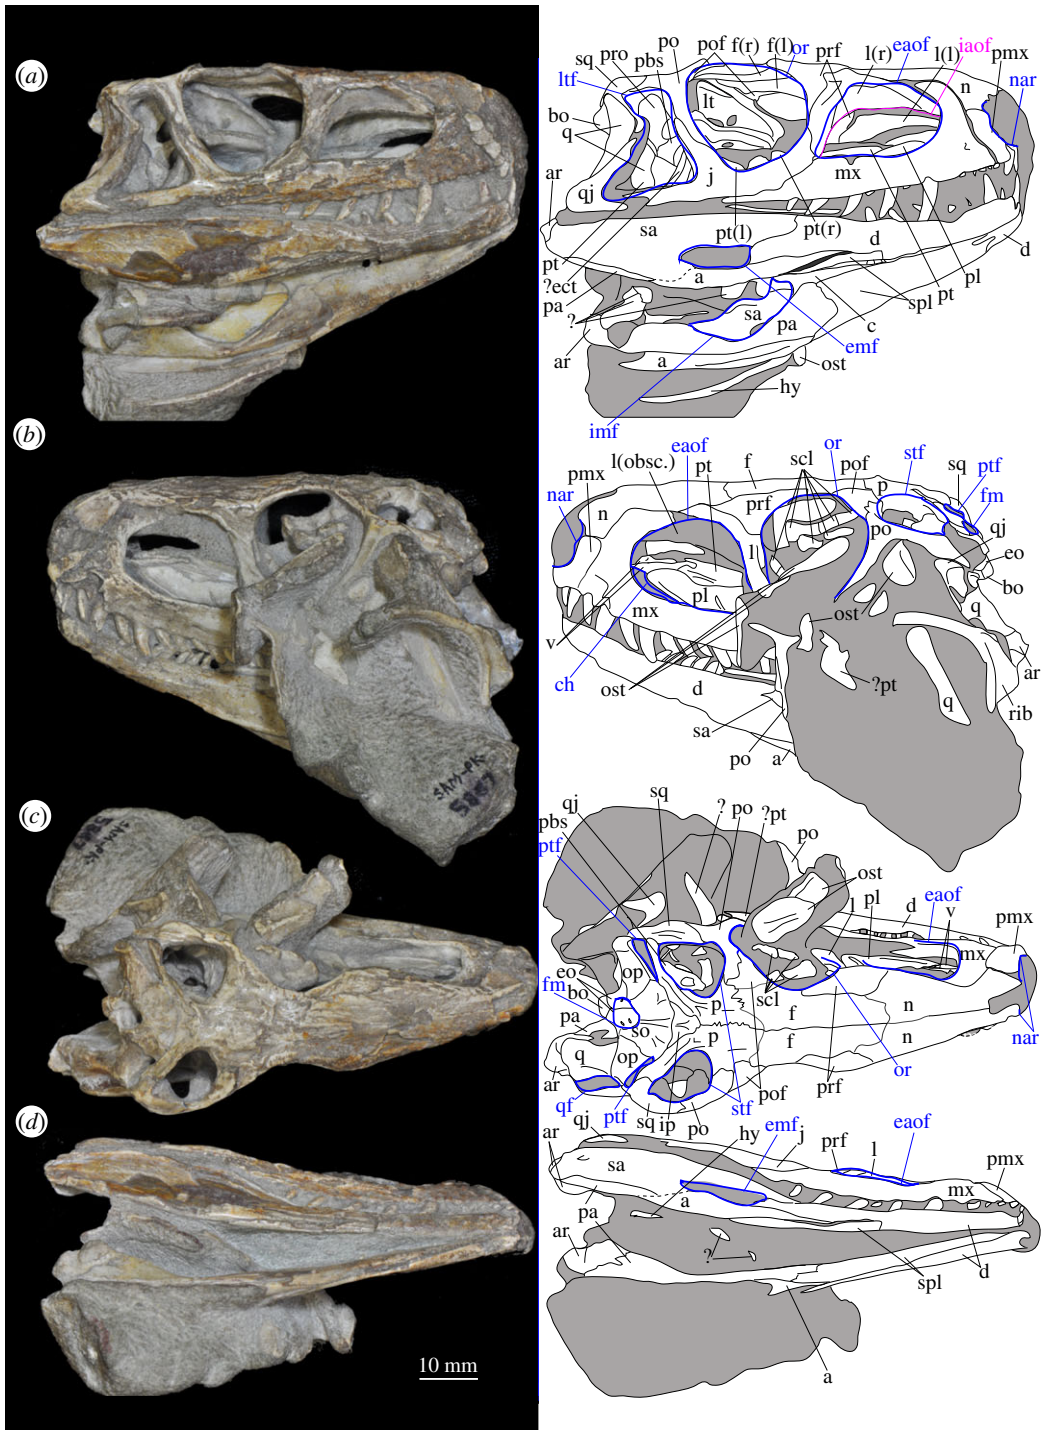 (a)
po
pof
f(r)
f(l)
or
prf
l(r)
eaof
l(l)
iaof
pmx
pro
pbs
sq
ltf
n
nar
lt
bo
q
ar
qj
j
mx
sa
pt(l)
pt(r)
d
d
pt
?ect
pa
?
a
sa
pa
c
spl
pt
pl
emf
ar
a
ost
hy
imf
(b)
l(obsc.)
eaof
pt
f
scl
or
pof
stf
sq
ptf
fm
pmx
nar
n
prf
p
po
qj
eo
bo
l
pl
mx
v
ch
ost
d
ost
?pt
q
q
ar
rib
sa
po
a
SAM-PK-
5867
(c)
sq
?
po
?pt
qj
pbs
ptf
po
ost
l
pl
d
eaof
v
pmx
mx
eo
bo
fm
op
p
scl
f
n
pa
so
p
f
n
nar
q
op
ar
qf
ptf
sq
ip
po
stf
pof
prf
or
(d)
ar
qj
hy
emf
j
prf
l
eaof
pmx
sa
mx
pa
a
ar
?
spl
d
a
10 mm